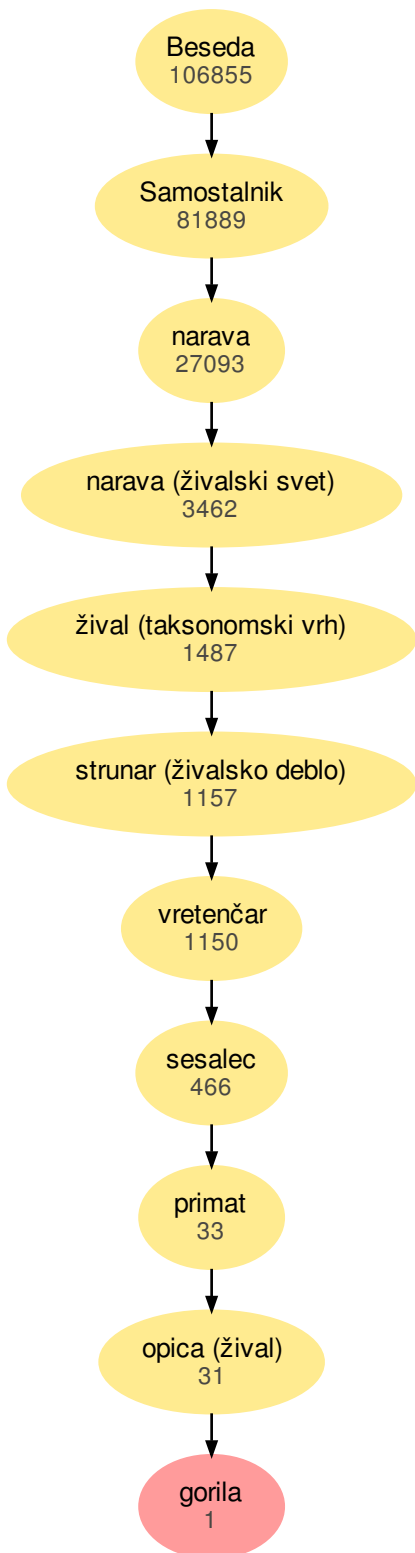 Beseda
106855
Samostalnik
81889
narava
27093
narava (živalski svet)
3462
žival (taksonomski vrh)
1487
strunar (živalsko deblo)
1157
vretenčar
1150
sesalec
466
primat
33
opica (žival)
31
gorila
1